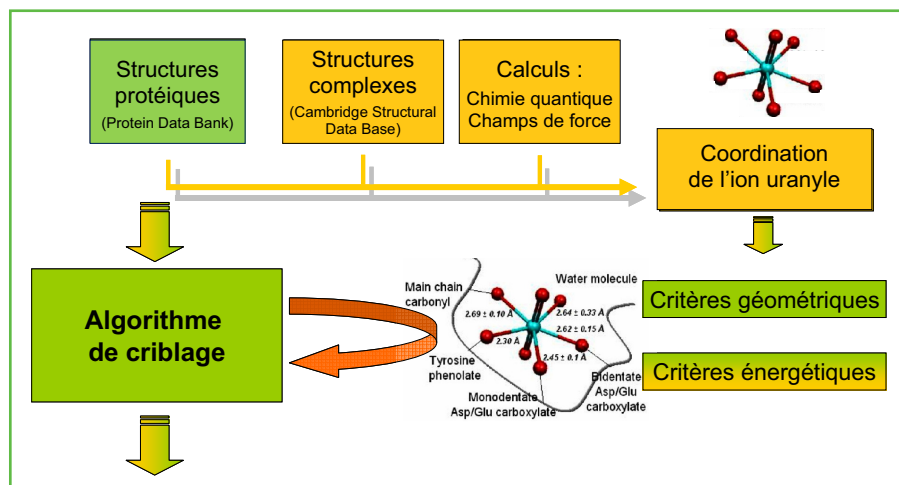 Structures
protéiques
(Protein Data Bank)
Structures
complexes
(Cambridge Structural
Data Base)
Calculs :
Chimie quantique
Champs de force
Coordination
de l’ion uranyle
Algorithme
de criblage
Main chain
carbonyl
Water molecule
2.69 ± 0.10 Å
2.64 ± 0.33 Å
2.62 ± 0.15 Å
2.30 Å
2.45 ± 0.1 Å
Tyrosine
phenolate
Monodentate
Asp/Glu carboxylate
Bidentate
Asp/Glu
carboxylate
Critères géométriques
Critères énergétiques